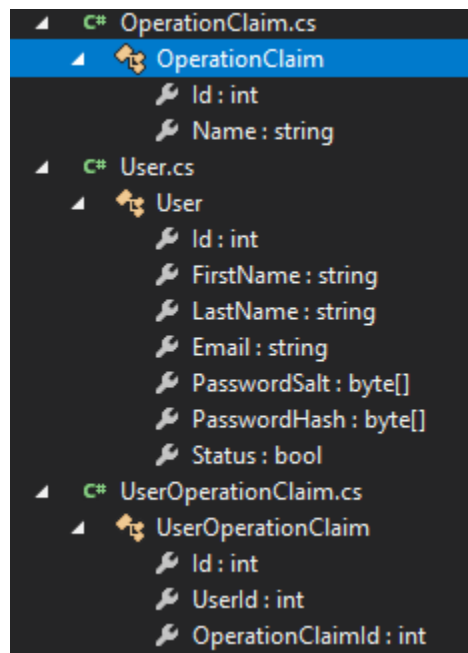 C# OperationClaim.cs
OperationClaim
Id : int
Name : string
C# User.cs
User
Id : int
FirstName : string
LastName : string
Email : string
PasswordSalt : byte[]
PasswordHash : byte[]
Status : bool
C# UserOperationClaim.cs
UserOperationClaim
Id : int
UserId : int
OperationClaimId : int